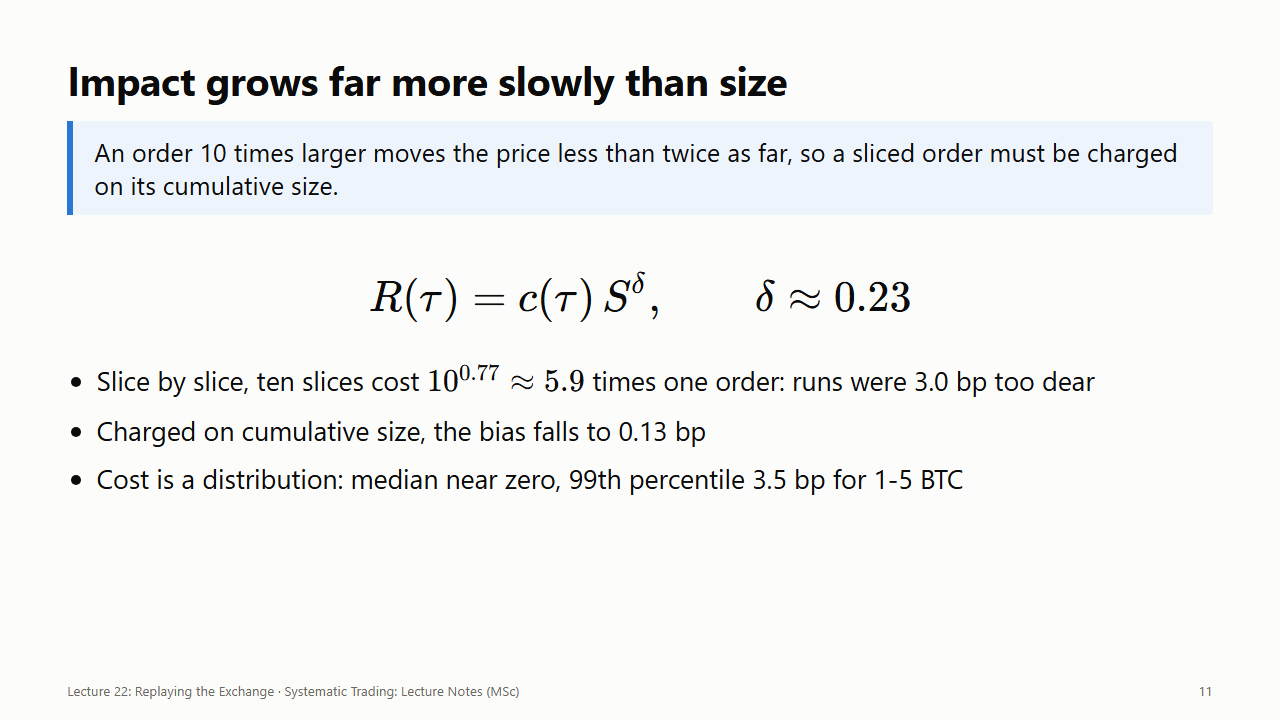 Impact grows far more slowly than size
An order 10 times larger moves the price less than twice as far, so a sliced order must be charged
on its cumulative size.
R(τ) = c(τ) S^δ,    δ ≈ 0.23
• Slice by slice, ten slices cost 10^0.77 ≈ 5.9 times one order: runs were 3.0 bp too dear
• Charged on cumulative size, the bias falls to 0.13 bp
• Cost is a distribution: median near zero, 99th percentile 3.5 bp for 1-5 BTC
Lecture 22: Replaying the Exchange · Systematic Trading: Lecture Notes (MSc)
11